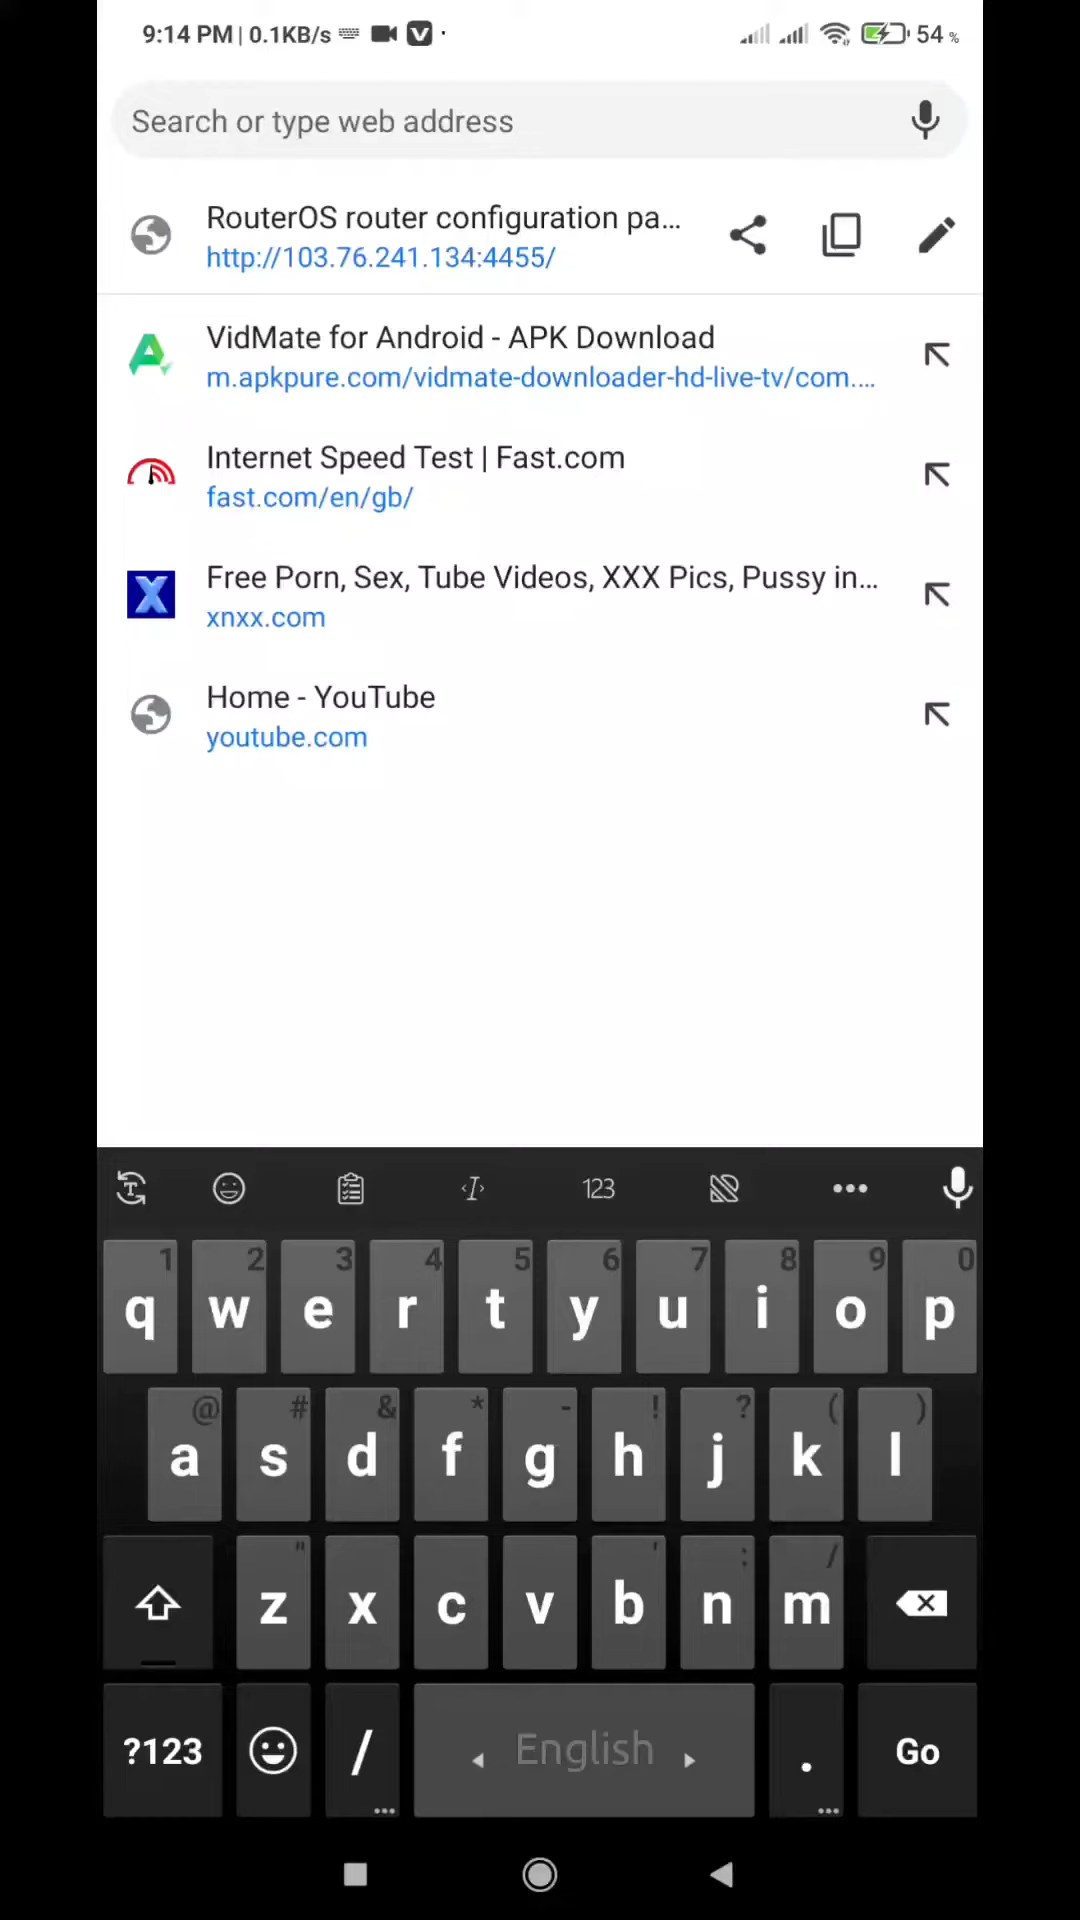 9:14 PM | 0.1KB/s V 54 %
Search or type web address
RouterOS router configuration pa...
http://103.76.241.134:4455/
VidMate for Android - APK Download
m.apkpure.com/vidmate-downloader-hd-live-tv/com....
Internet Speed Test | Fast.com
fast.com/en/gb/
X
Free Porn, Sex, Tube Videos, XXX Pics, Pussy in...
xnxx.com
Home - YouTube
youtube.com
T I 123
1 2 3 4 5 6 7 8 9 0
q w e r t y u i o p
@ # & * - ! ? ( )
a s d f g h j k l
" ' : /
z x c v b n m
?123 / English . Go